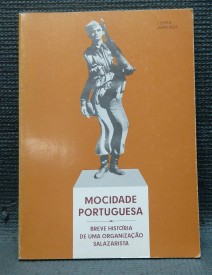 MOCIDADE
PORTUGUESA
BREVE HISTÓRIA
DE UMA ORGANIZAÇÃO
SALAZARISTA